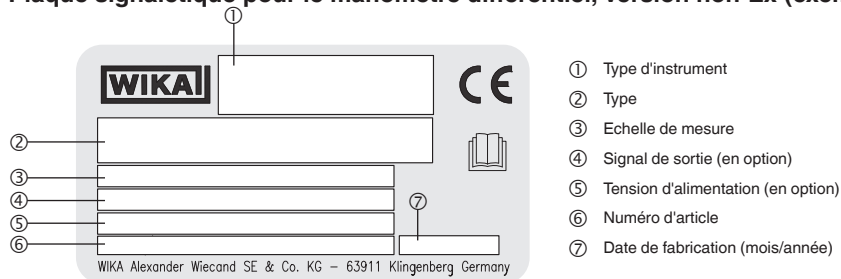 Plaque signalétique pour le manomètre différentiel, version non Ex
①
WIKA
CE
②
③
④
⑤
⑥
⑦
WIKA Alexander Wiecand SE & Co. KG – 63911 Klingenberg Germany
① Type d'instrument
② Type
③ Echelle de mesure
④ Signal de sortie (en option)
⑤ Tension d'alimentation (en option)
⑥ Numéro d'article
⑦ Date de fabrication (mois/année)